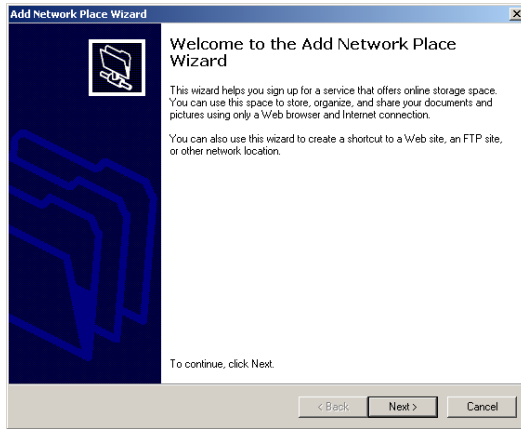 Add Network Place Wizard
Welcome to the Add Network Place
Wizard
This wizard helps you sign up for a service that offers online storage space.
You can use this space to store, organize, and share your documents and
pictures using only a Web browser and Internet connection.
You can also use this wizard to create a shortcut to a Web site, an FTP site,
or other network location.
To continue, click Next.
< Back
Next >
Cancel